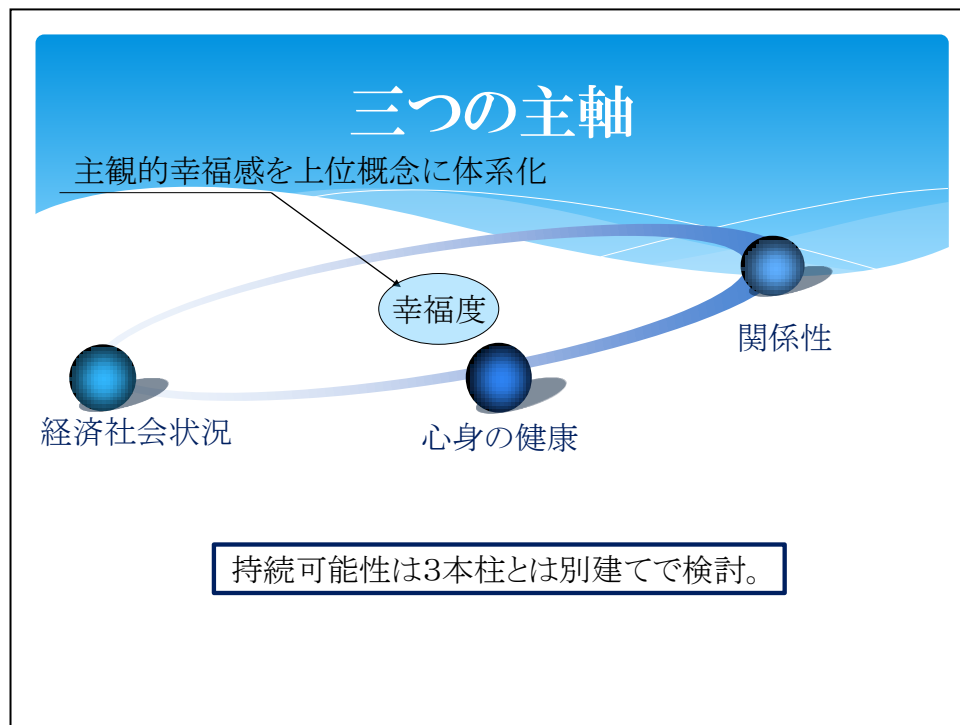 三つの主軸
主観的幸福感を上位概念に体系化
幸福度
関係性
経済社会状況
心身の健康
持続可能性は3本柱とは別建てで検討。